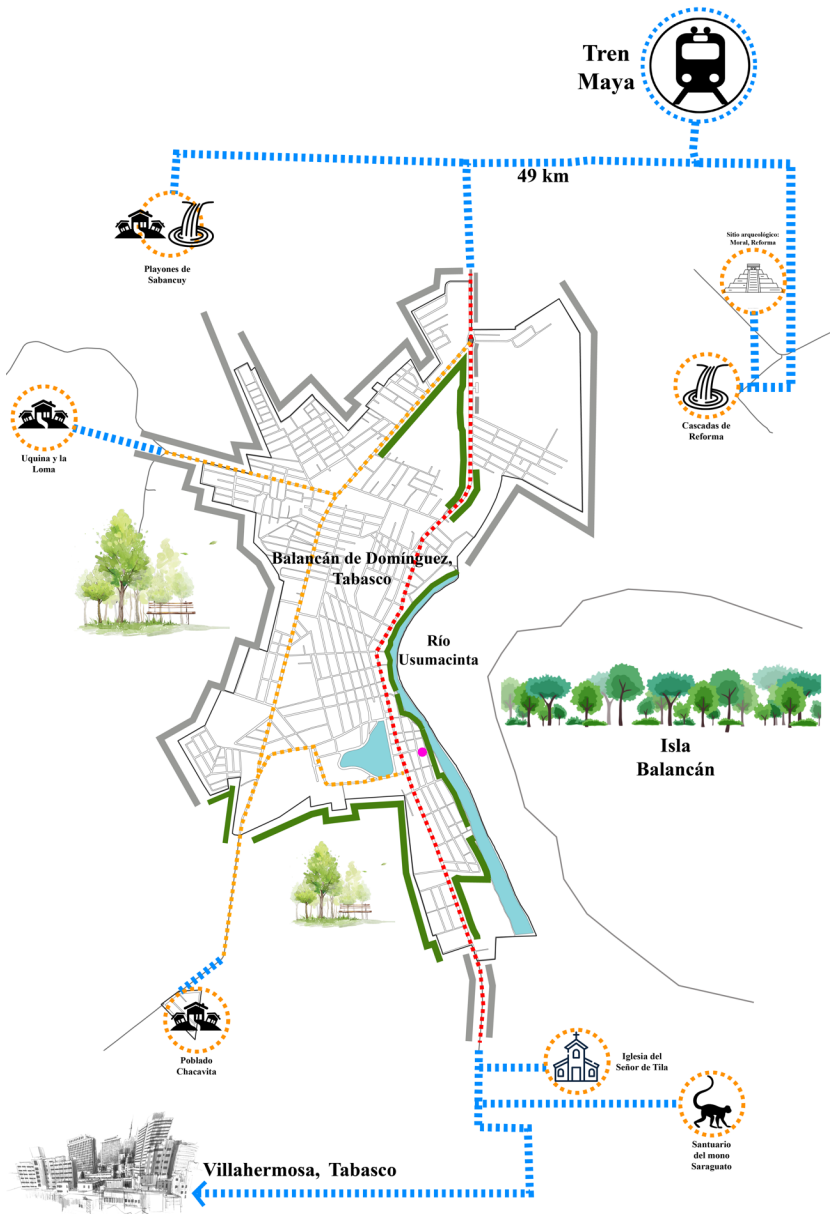 Tren
Maya
49 km
Sitio arqueológico:
Moral, Reforma
Playones de
Sabancuy
Cascadas de
Reforma
Uquina y la
Loma
Balancán de Domínguez,
Tabasco
Río
Usumacinta
Isla
Balancán
Poblado
Chacavita
Iglesia del
Señor de Tila
Santuario
del mono
Saraguato
Villahermosa, Tabasco